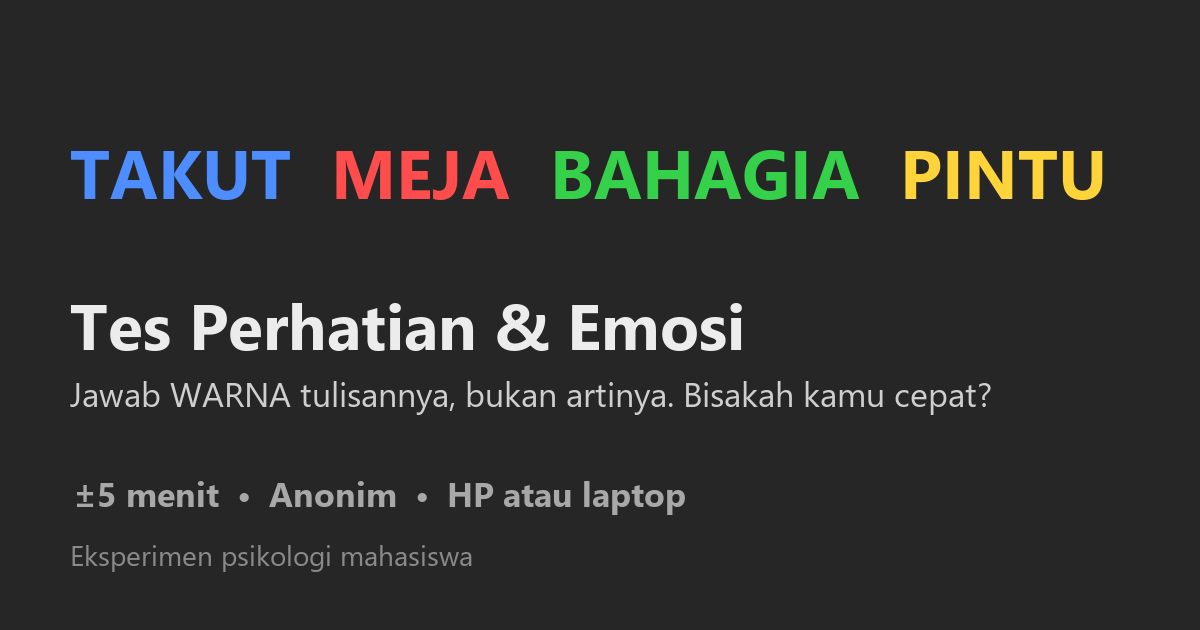 TAKUT MEJA BAHAGIA PINTU
Tes Perhatian & Emosi
Jawab WARNA tulisannya, bukan artinya. Bisakah kamu cepat?
±5 menit • Anonim • HP atau laptop
Eksperimen psikologi mahasiswa